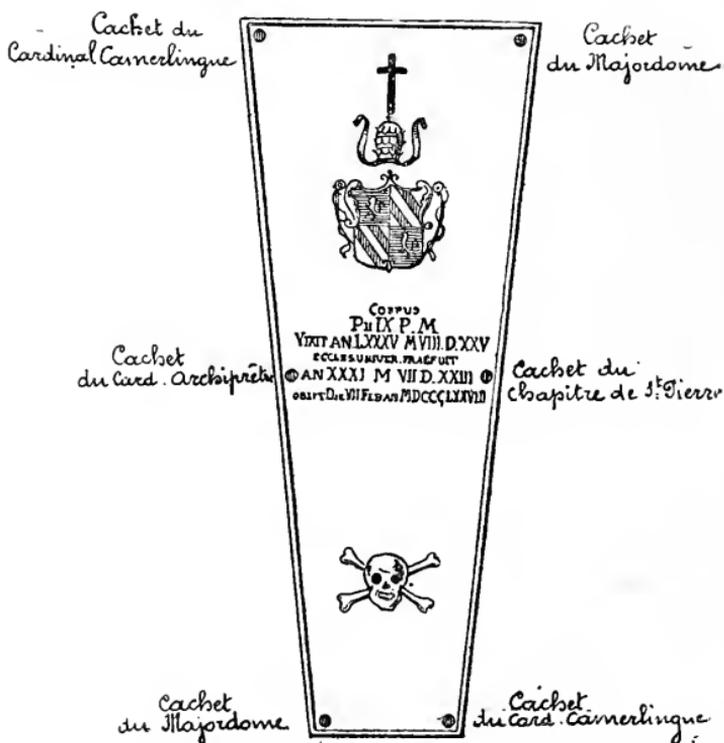 Cachet du
Cardinal Camerlingue
Cachet
du Majordome
CORPUS
PII IX P. M
VIXIT AN. LXXXV M VIII. D. XXV
ECCLES. UNIVER. PRAEFUIT
AN XXXI M VII D. XXIII
OBIIT DIE VII FEB AN MDCCCLXXVIII
Cachet
du Card. Archiprêtre
Cachet du
Chapitre de St. Pierre
Cachet
du Majordome
Cachet
du Card. Camerlingue